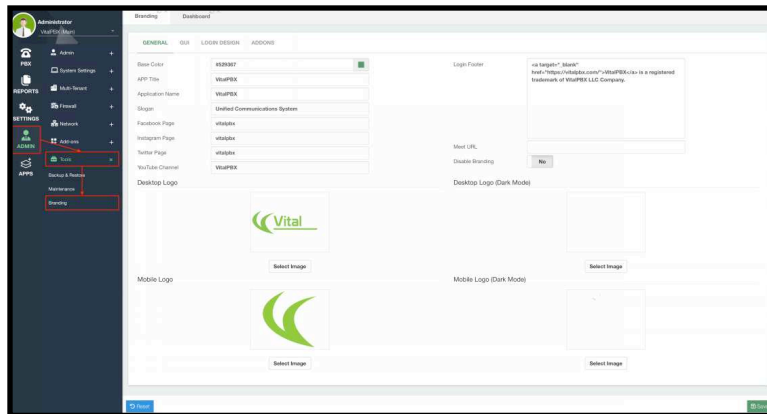 Administrator
VitalPBX (Main)
Branding
Dashboard
PBX
REPORTS
SETTINGS
ADMIN
APPS
Admin
System Settings
Multi-Tenant
Firewall
Network
Add-ons
Tools
Backup & Restore
Maintenance
Branding
GENERAL
GUI
LOGIN DESIGN
ADDONS
Base Color
APP Title
VitalPBX
Application Name
VitalPBX
Slogan
Unified Communications System
Facebook Page
vitalpbx
Instagram Page
vitalpbx
Twitter Page
vitalpbx
YouTube Channel
VitalPBX
Login Footer
<a target="_blank"
href="https://vitalpbx.com/">VitalPBX</a> is a registered
trademark of VitalPBX LLC Company.
Meet URL
Disable Branding
No
Desktop Logo
Vital
Select Image
Desktop Logo (Dark Mode)
Select Image
Mobile Logo
Select Image
Mobile Logo (Dark Mode)
Select Image
Reset